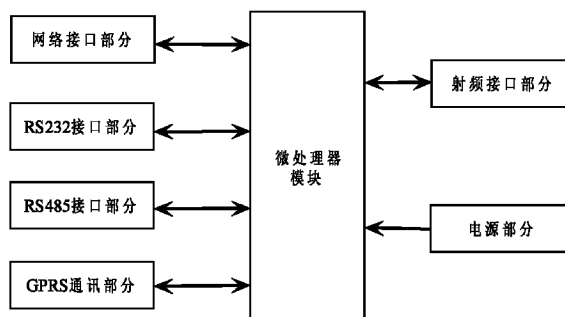 网络接口部分
RS232接口部分
RS485接口部分
GPRS通讯部分
微处理器
模块
射频接口部分
电源部分